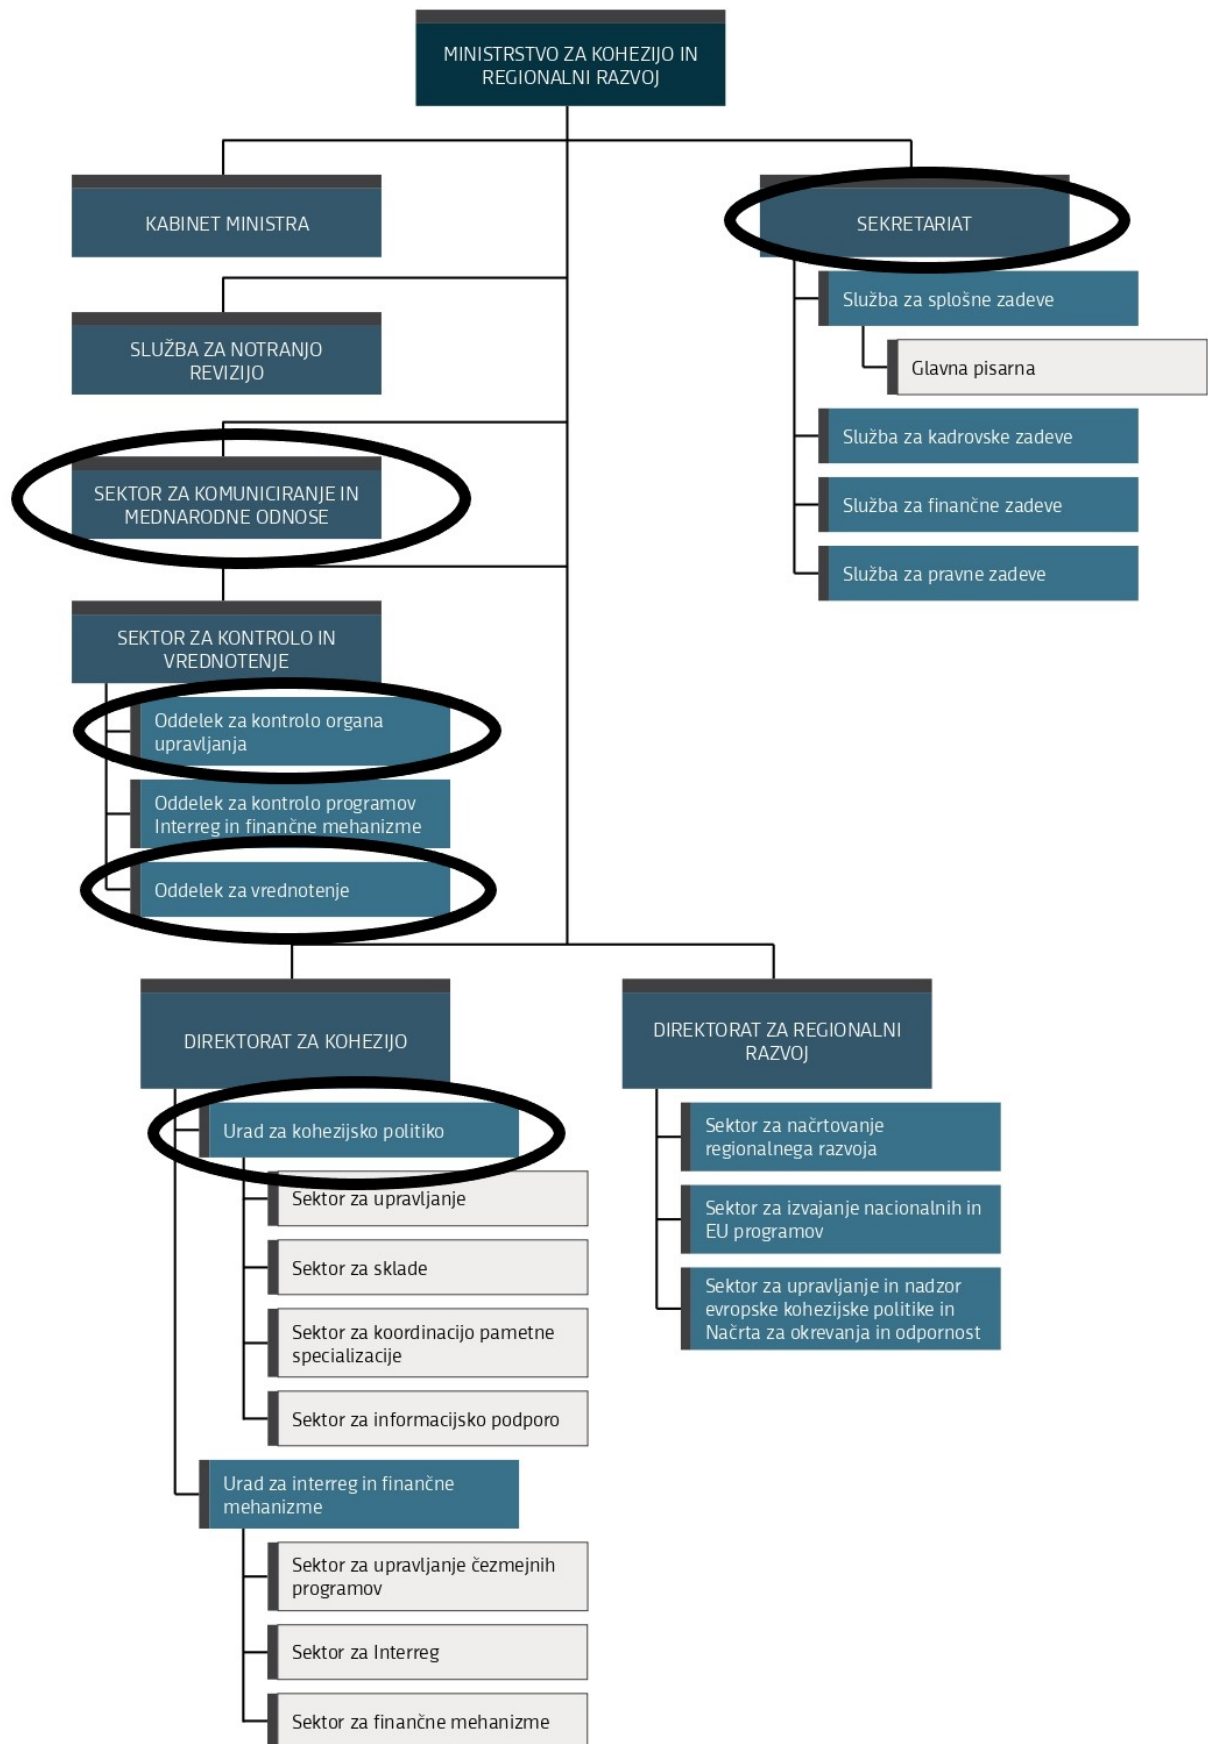 MINISTRSTVO ZA KOHEZIJO IN
REGIONALNI RAZVOJ
KABINET MINISTRA
SEKRETARIAT
Služba za splošne zadeve
Glavna pisarna
Služba za kadrovske zadeve
Služba za finančne zadeve
Služba za pravne zadeve
SLUŽBA ZA NOTRANJO
REVIZIJO
SEKTOR ZA KOMUNICIRANJE IN
MEDNARODNE ODNOSE
SEKTOR ZA KONTROLO IN
VREDNOTENJE
Oddelek za kontrolo organa
upravljanja
Oddelek za kontrolo programov
Interreg in finančne mehanizme
Oddelek za vrednotenje
DIREKTORAT ZA KOHEZIJO
Urad za kohezijsko politiko
Sektor za upravljanje
Sektor za sklade
Sektor za koordinacijo pametne
specializacije
Sektor za informacijsko podporo
Urad za interreg in finančne
mehanizme
Sektor za upravljanje čezmejnih
programov
Sektor za Interreg
Sektor za finančne mehanizme
DIREKTORAT ZA REGIONALNI
RAZVOJ
Sektor za načrtovanje
regionalnega razvoja
Sektor za izvajanje nacionalnih in
EU programov
Sektor za upravljanje in nadzor
evropske kohezijske politike in
Načrta za okrevanja in odpornost